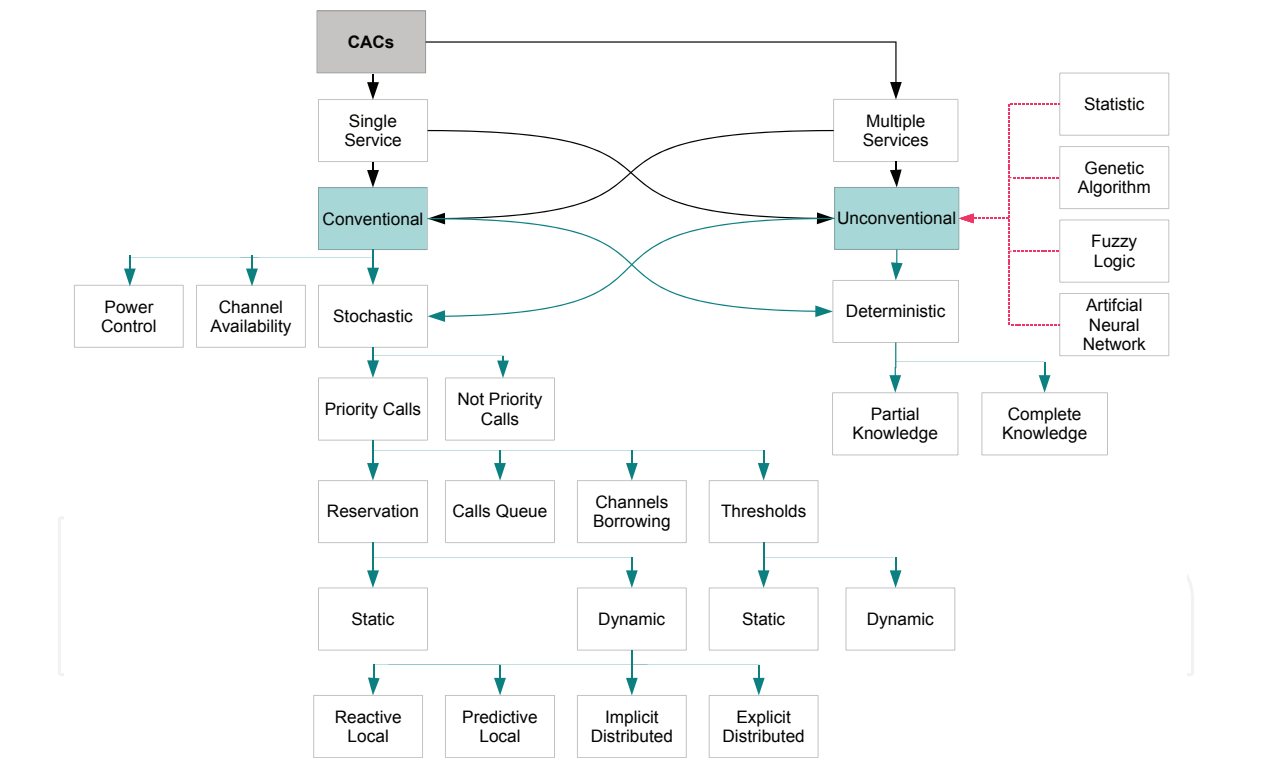 CACs
Single
Service
Multiple
Services
Statistic
Genetic
Algorithm
Conventional
Unconventional
Fuzzy
Logic
Power
Control
Channel
Availability
Stochastic
Deterministic
Artifcial
Neural
Network
Priority Calls
Not Priority
Calls
Partial
Knowledge
Complete
Knowledge
Reservation
Calls Queue
Channels
Borrowing
Thresholds
Static
Dynamic
Static
Dynamic
Reactive
Local
Predictive
Local
Implicit
Distributed
Explicit
Distributed